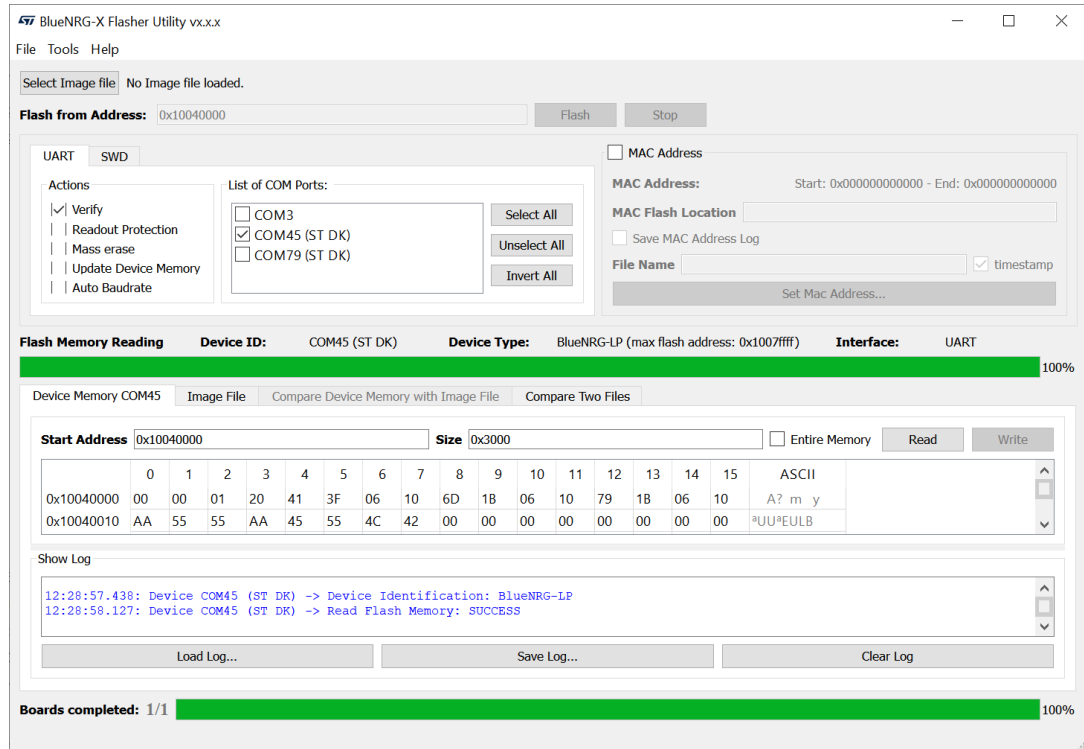 ST BlueNRG-X Flasher Utility vx.x.x
File Tools Help
Select Image file No Image file loaded.
Flash from Address: 0x10040000 Flash Stop
UART SWD
Actions
Verify
Readout Protection
Mass erase
Update Device Memory
Auto Baudrate
List of COM Ports:
COM3
COM45 (ST DK)
COM79 (ST DK)
Select All
Unselect All
Invert All
MAC Address
MAC Address: Start: 0x000000000000 - End: 0x000000000000
MAC Flash Location
Save MAC Address Log
File Name timestamp
Set Mac Address...
Flash Memory Reading Device ID: COM45 (ST DK) Device Type: BlueNRG-LP (max flash address: 0x1007ffff) Interface: UART
100%
Device Memory COM45 Image File Compare Device Memory with Image File Compare Two Files
Start Address 0x10040000 Size 0x3000 Entire Memory Read Write
0 1 2 3 4 5 6 7 8 9 10 11 12 13 14 15 ASCII
0x10040000 00 00 01 20 41 3F 06 10 6D 1B 06 10 79 1B 06 10 A? m y
0x10040010 AA 55 55 AA 45 55 4C 42 00 00 00 00 00 00 00 00 ªUUªEULB
Show Log
12:28:57.438: Device COM45 (ST DK) -> Device Identification: BlueNRG-LP
12:28:58.127: Device COM45 (ST DK) -> Read Flash Memory: SUCCESS
Load Log... Save Log... Clear Log
Boards completed: 1/1 100%